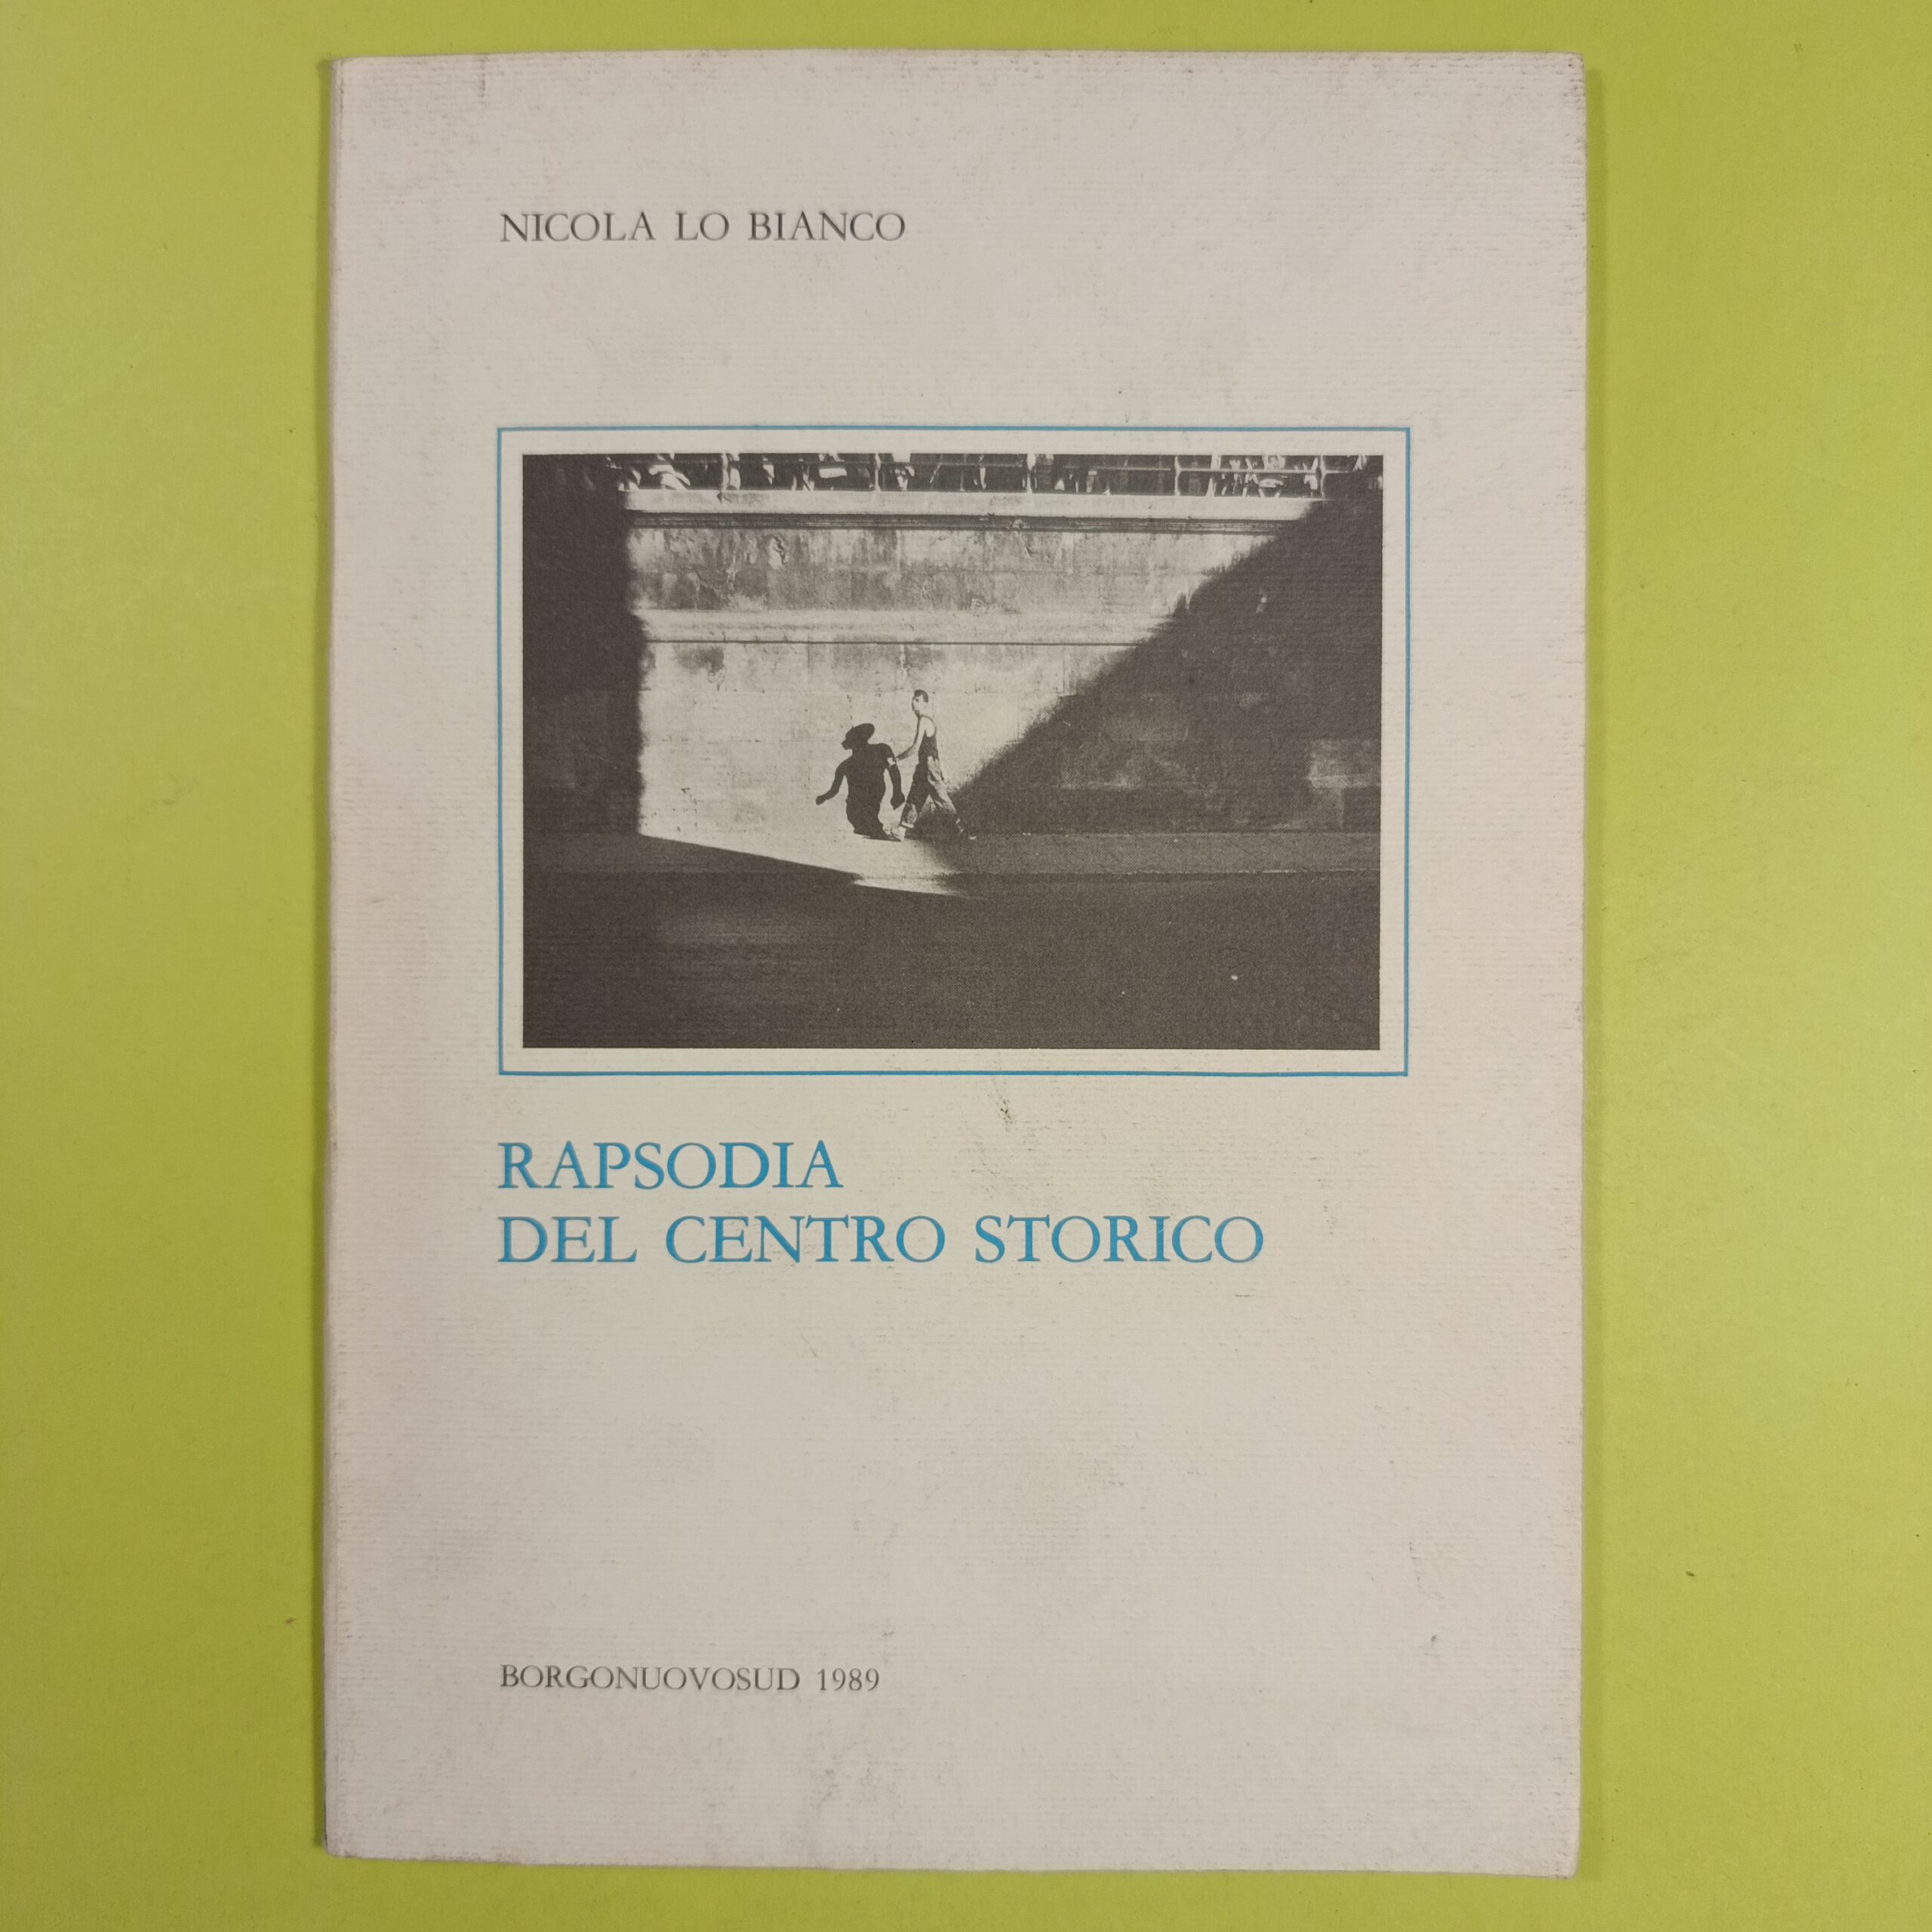 NICOLA LO BIANCO
RAPSODIA
DEL CENTRO STORICO
BORGONUOVOSUD 1989